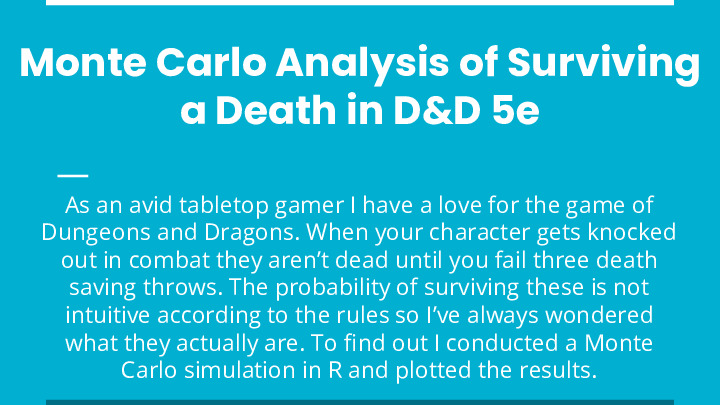 Monte Carlo Analysis of Surviving
a Death in D&D 5e
As an avid tabletop gamer I have a love for the game of
Dungeons and Dragons. When your character gets knocked
out in combat they aren’t dead until you fail three death
saving throws. The probability of surviving these is not
intuitive according to the rules so I’ve always wondered
what they actually are. To find out I conducted a Monte
Carlo simulation in R and plotted the results.